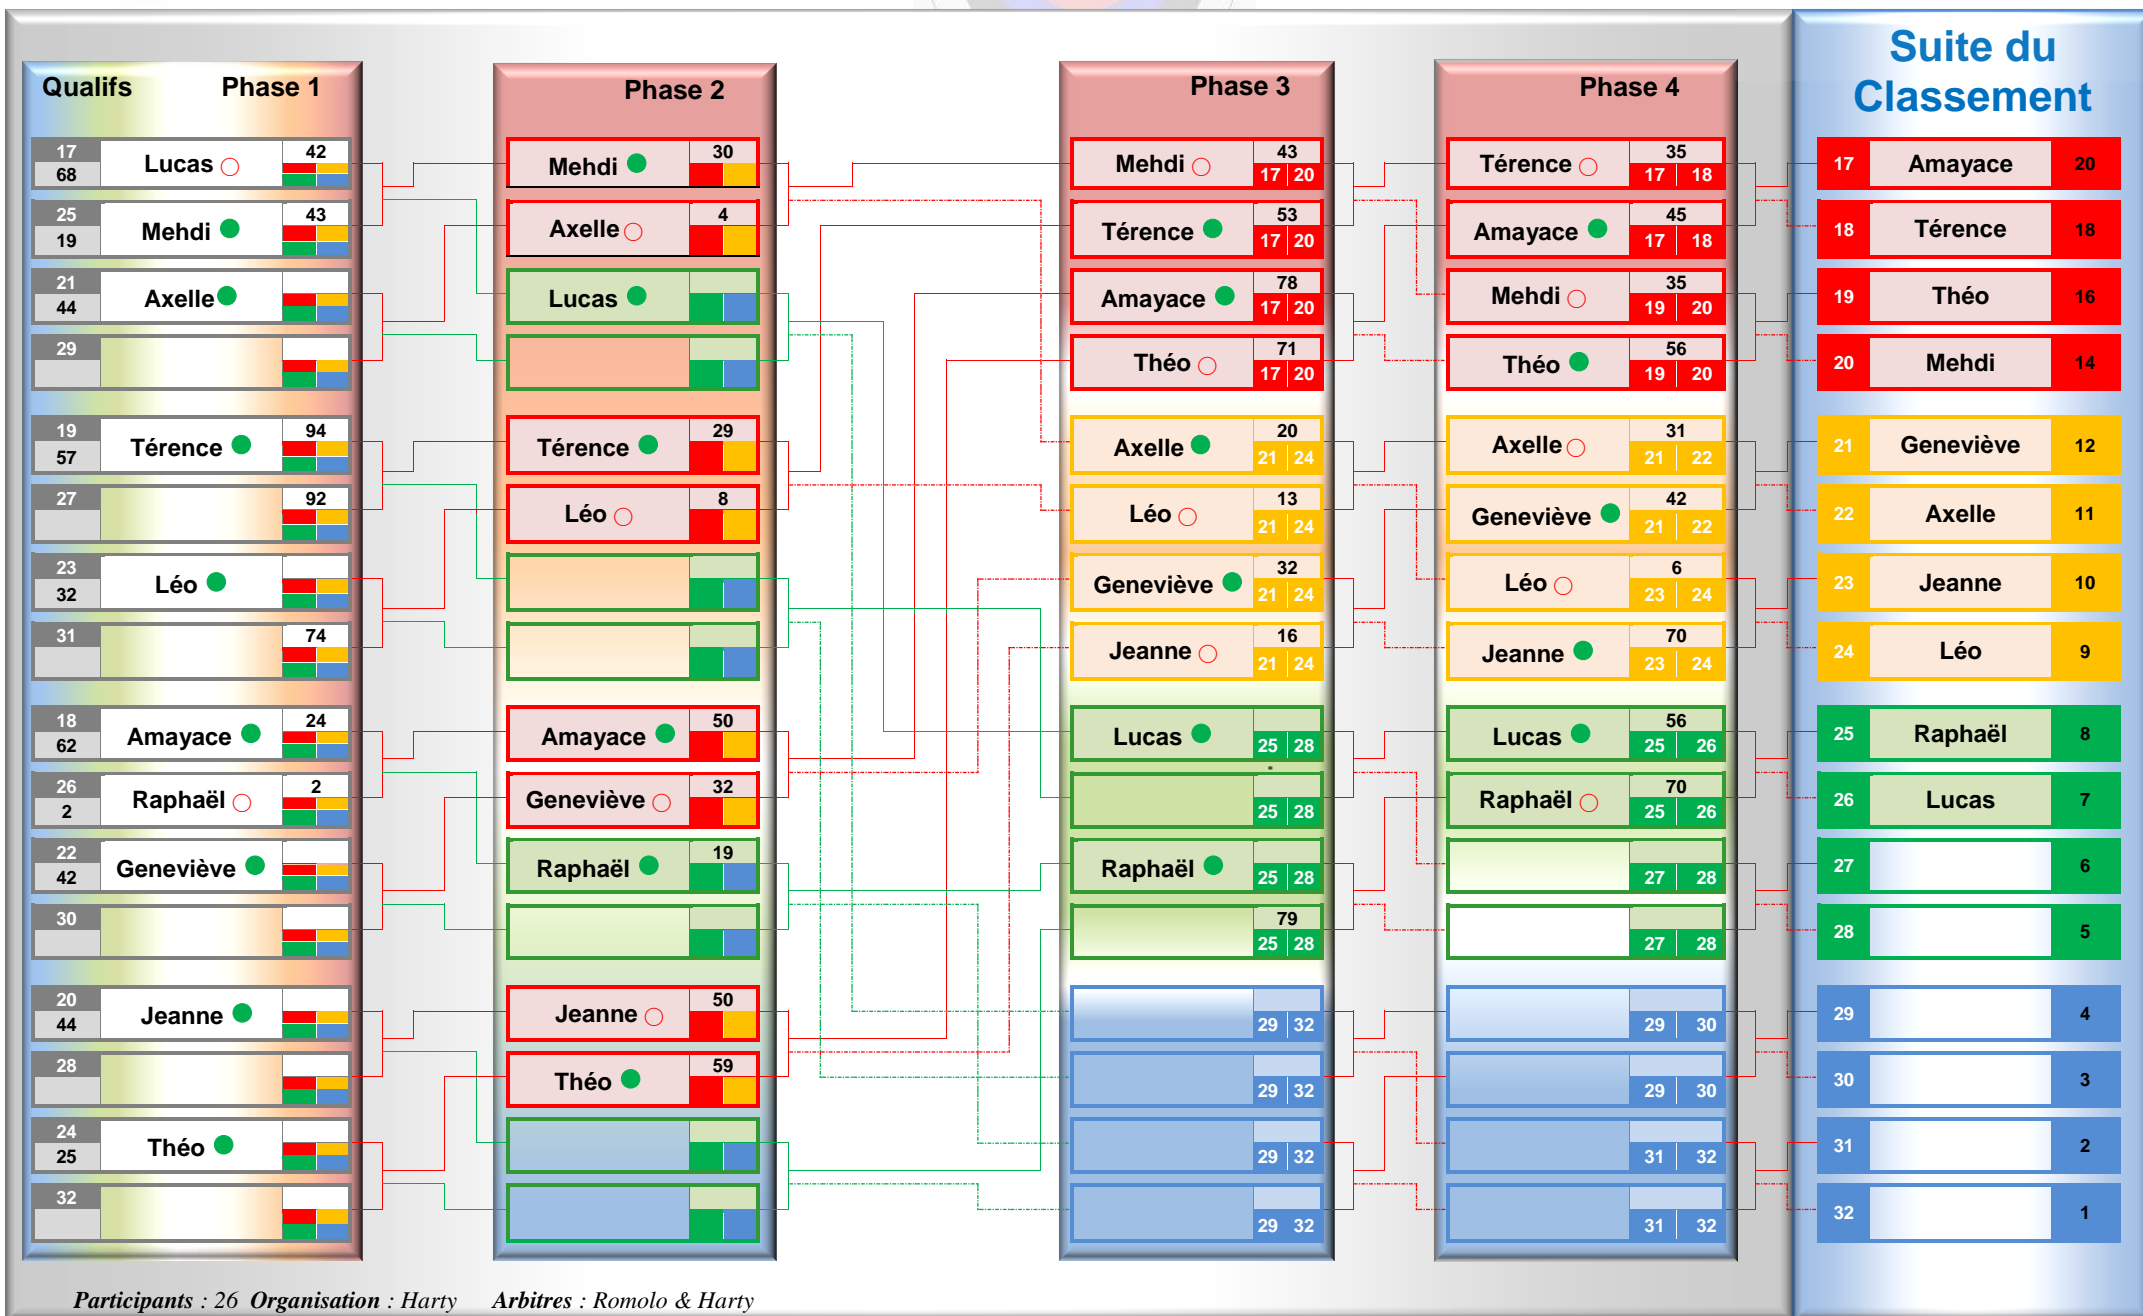 Suite du
Classement
Qualifs Phase 1
Phase 2
Phase 3
Phase 4
17 Lucas 42
68
25 Mehdi 43
19
21 Axelle
44
29
19 Térence 94
57
27 92
23 Léo
32
31 74
18 Amayace 24
62
26 Raphaël 2
2
22 Geneviève
42
30
20 Jeanne
44
28
24 Théo
25
32
Mehdi 30
Axelle 4
Lucas
Térence 29
Léo 8
Amayace 50
Geneviève 32
Raphaël 19
Jeanne 50
Théo 59
Mehdi 43
17 20
Térence 53
17 20
Amayace 78
17 20
Théo 71
17 20
Axelle 20
21 24
Léo 13
21 24
Geneviève 32
21 24
Jeanne 16
21 24
Lucas
25 28
25 28
Raphaël
25 28
79
25 28
29 32
29 32
29 32
29 32
Térence 35
17 18
Amayace 45
17 18
Mehdi 35
19 20
Théo 56
19 20
Axelle 31
21 22
Geneviève 42
21 22
Léo 6
23 24
Jeanne 70
23 24
Lucas 56
25 26
Raphaël 70
25 26
27 28
27 28
29 30
29 30
31 32
31 32
17 Amayace 20
18 Térence 18
19 Théo 16
20 Mehdi 14
21 Geneviève 12
22 Axelle 11
23 Jeanne 10
24 Léo 9
25 Raphaël 8
26 Lucas 7
27 6
28 5
29 4
30 3
31 2
32 1
Participants : 26 Organisation : Harty Arbitres : Romolo & Harty